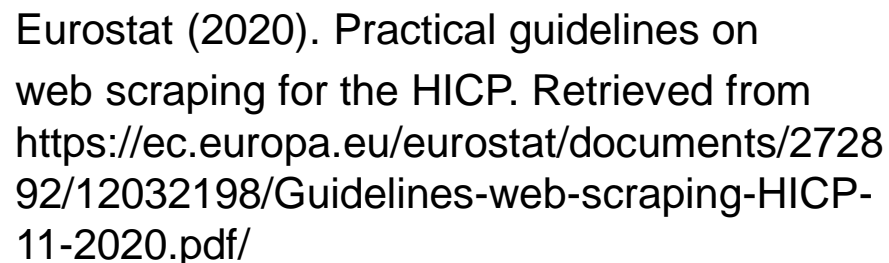 Eurostat (2020). Practical guidelines on
web scraping for the HICP. Retrieved from
https://ec.europa.eu/eurostat/documents/2728
92/12032198/Guidelines-web-scraping-HICP-
11-2020.pdf/